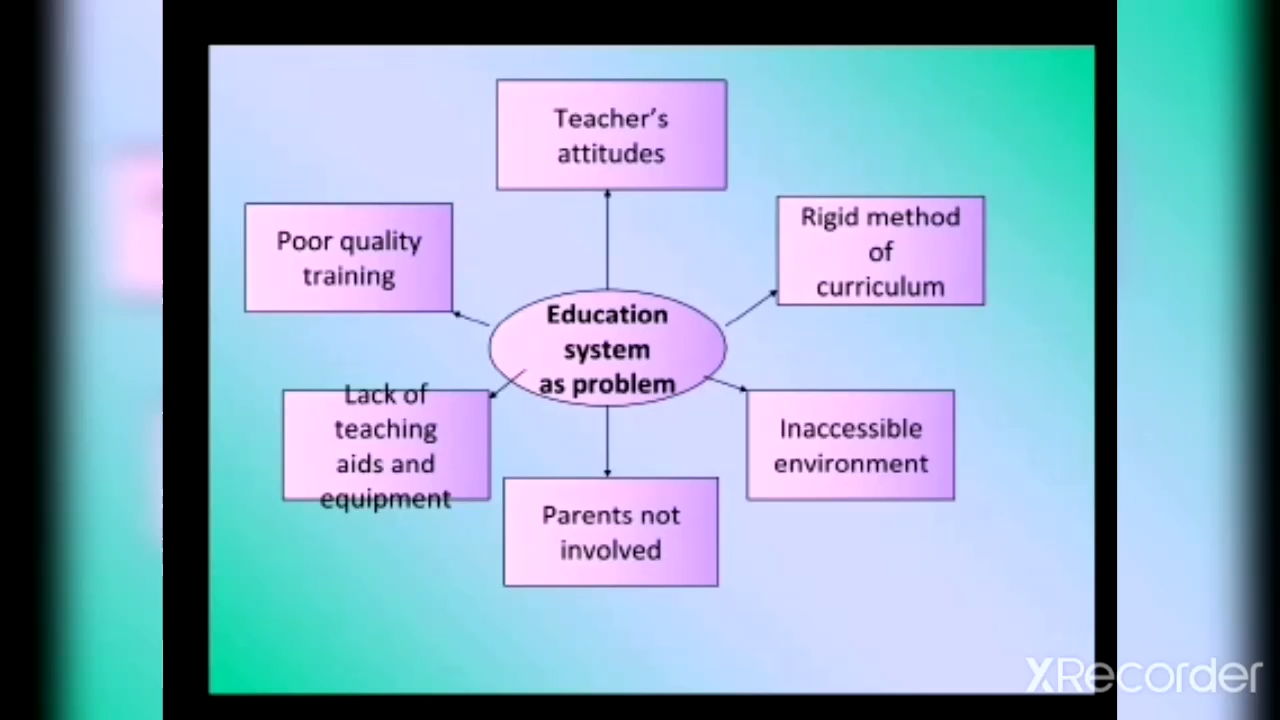 Teacher's
attitudes
Poor quality
training
Rigid method
of
curriculum
Education
system
as problem
Lack of
teaching
aids and
equipment
Inaccessible
environment
Parents not
involved
XRecorder